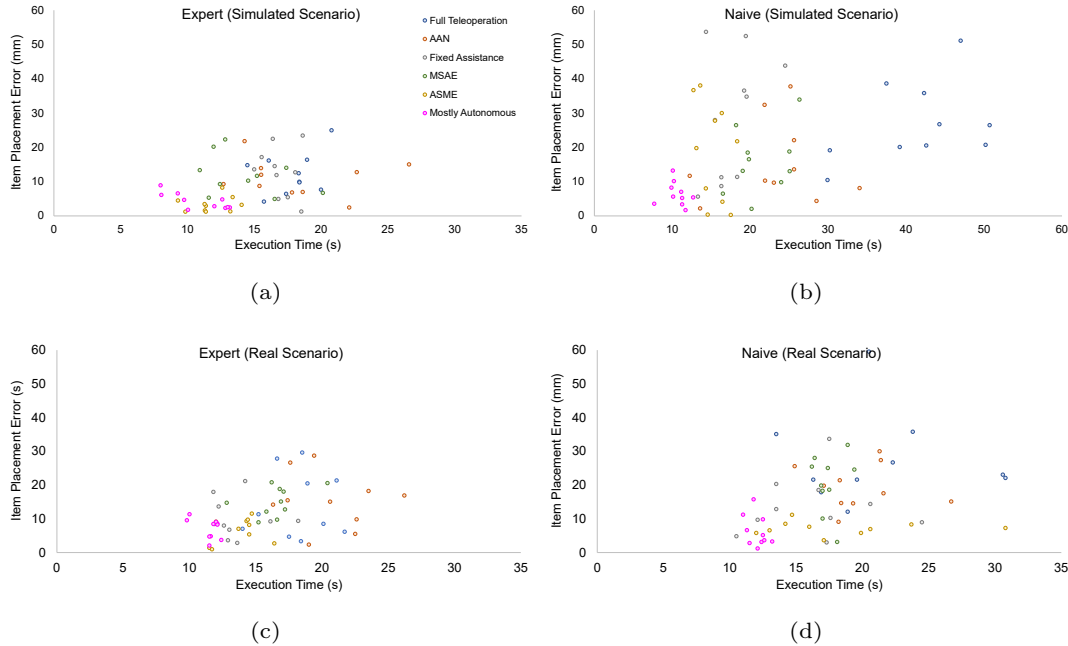 Expert (Simulated Scenario)
Item Placement Error (mm)
60
50
40
30
20
10
0
0 5 10 15 20 25 30 35
Execution Time (s)
Full Teleoperation
AAN
Fixed Assistance
MSAE
ASME
Mostly Autonomous
(a)
Naive (Simulated Scenario)
Item Placement Errorr (mm)
60
50
40
30
20
10
0
0 10 20 30 40 50 60
Execution Time (s)
(b)
Expert (Real Scenario)
Item Placement Error (s)
60
50
40
30
20
10
0
0 5 10 15 20 25 30 35
Execution Time (s)
(c)
Naive (Real Scenario)
Item Placement Error (mm)
60
50
40
30
20
10
0
0 5 10 15 20 25 30 35
Execution Time (s)
(d)